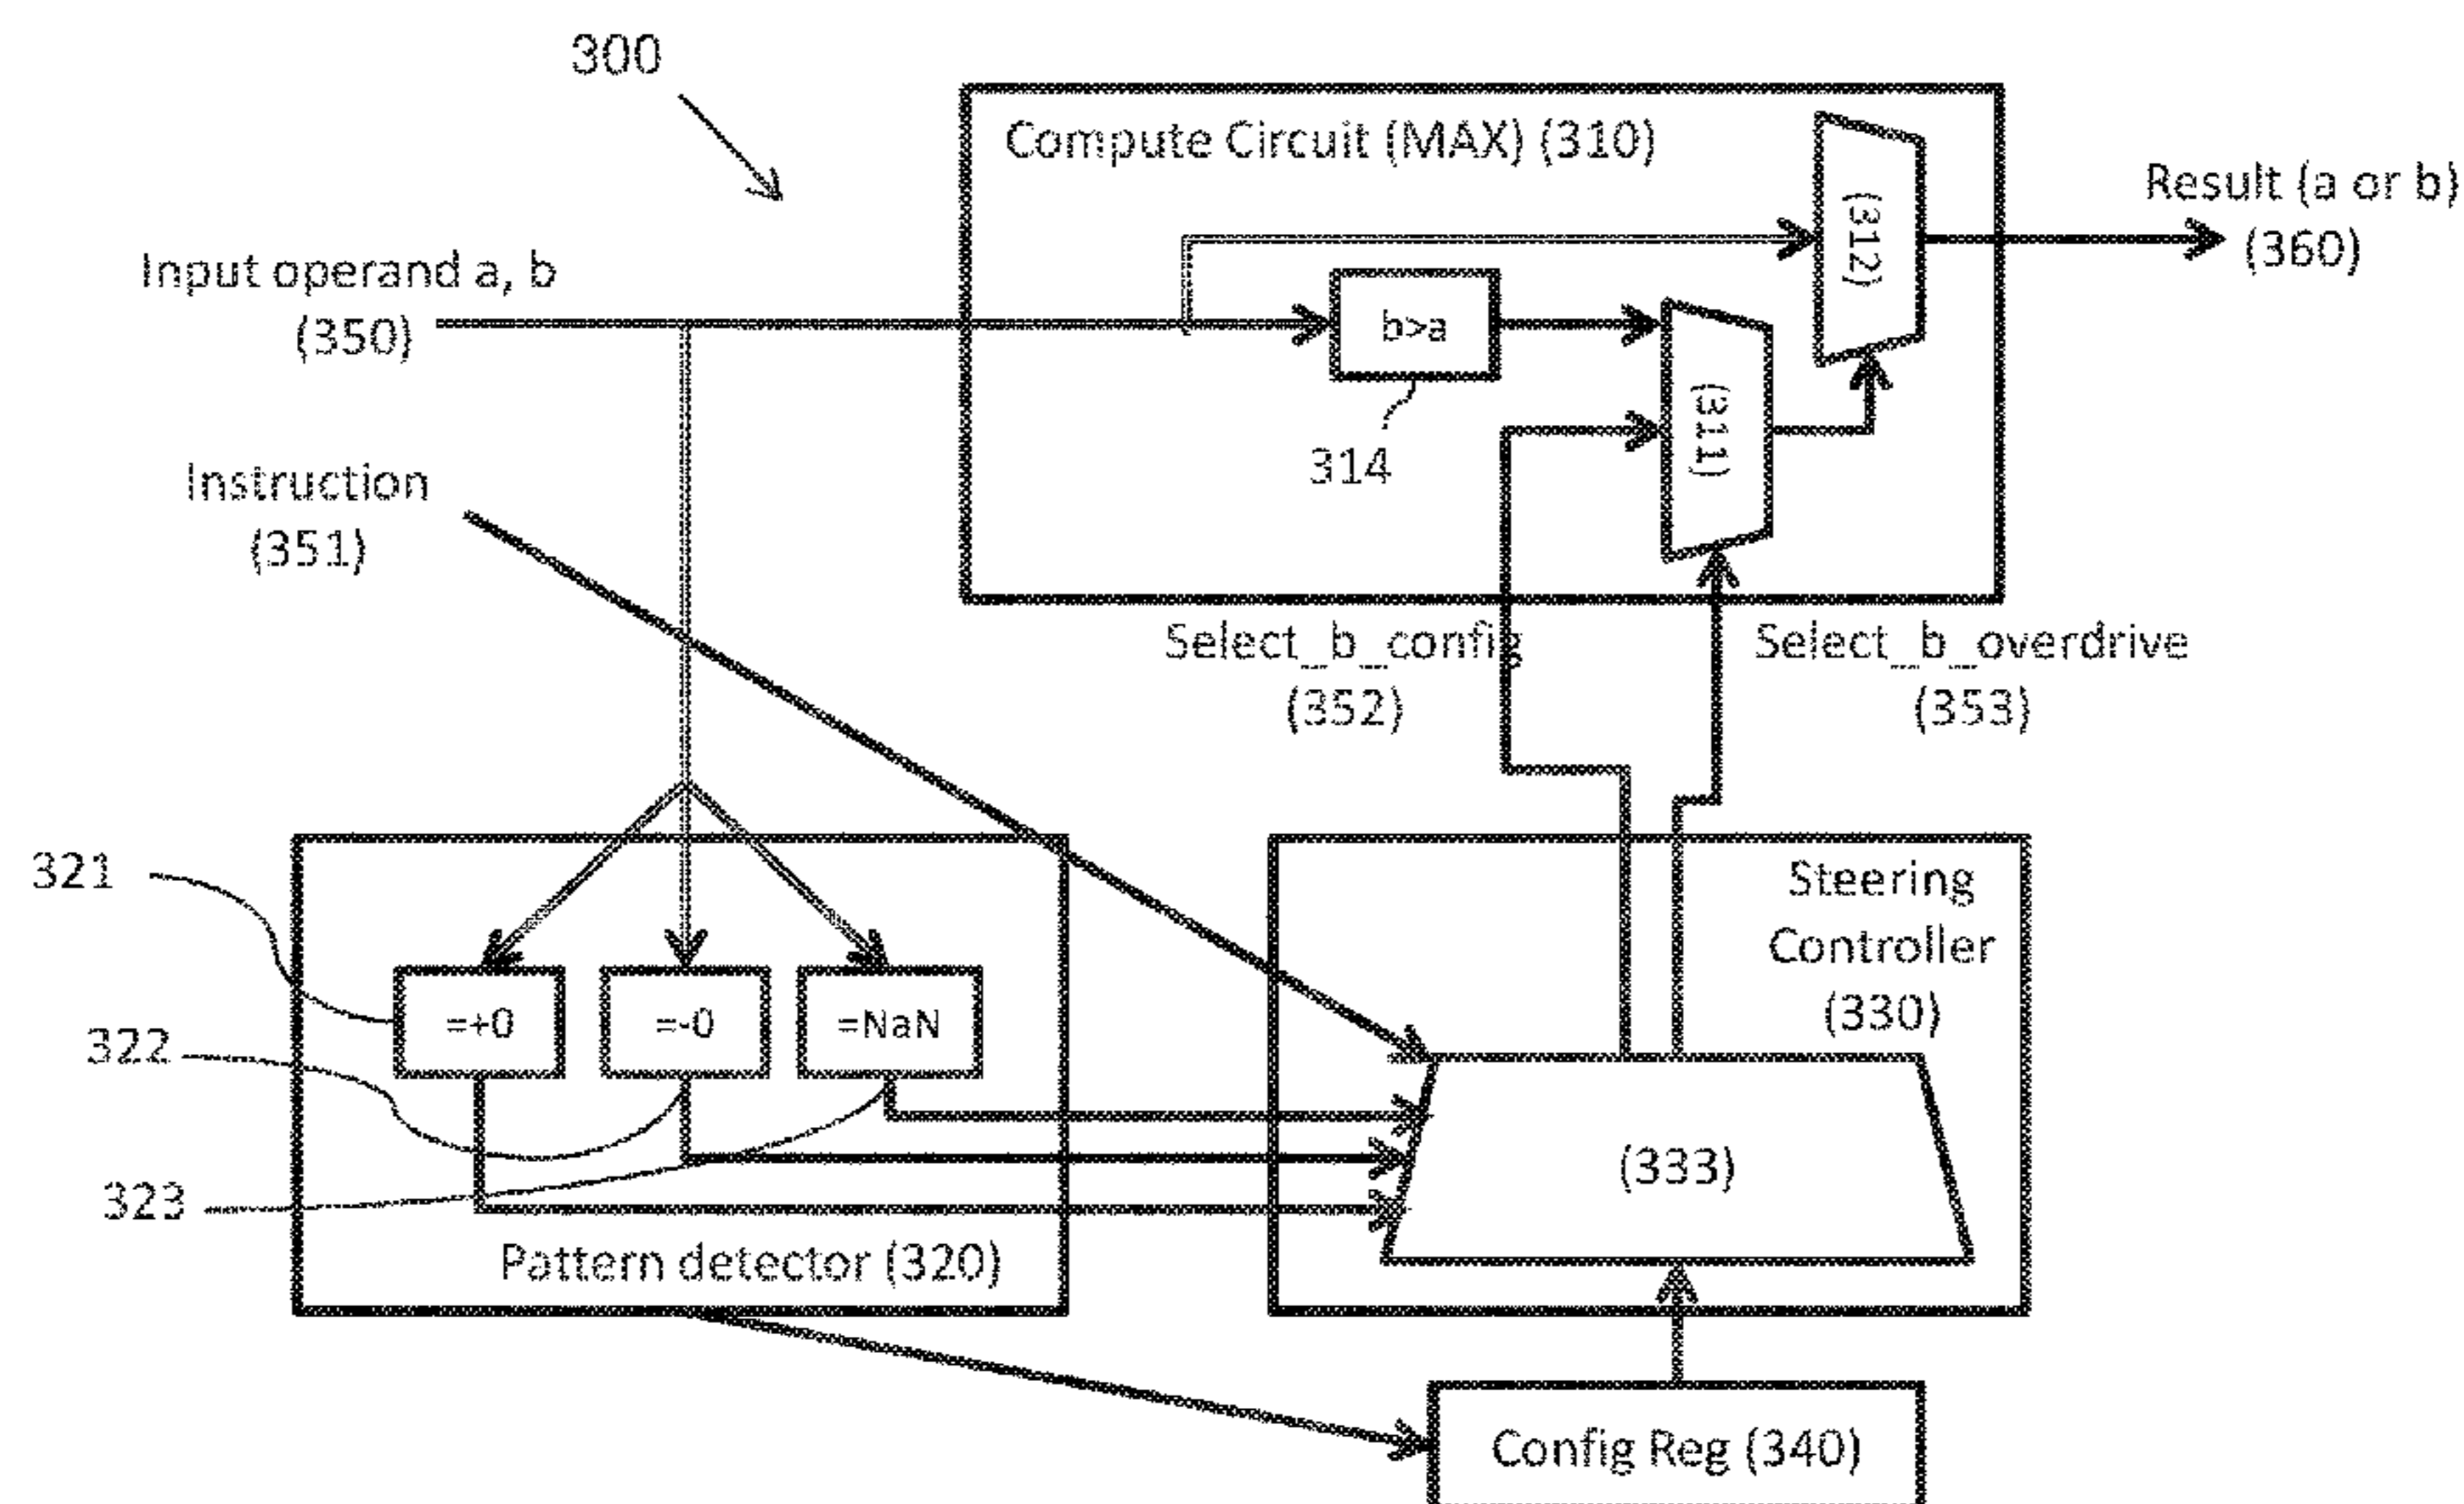 300
Compute Circuit (MAX) (310)
(312)
Result (a or b)
(360)
Input operand a, b
(350)
b>a
(311)
314
Instruction
(351)
Select_b_config
(352)
Select_b_overdrive
(353)
321
Steering
Controller
(330)
=+0
=-0
=NaN
322
(333)
323
Pattern detector (320)
Config Reg (340)